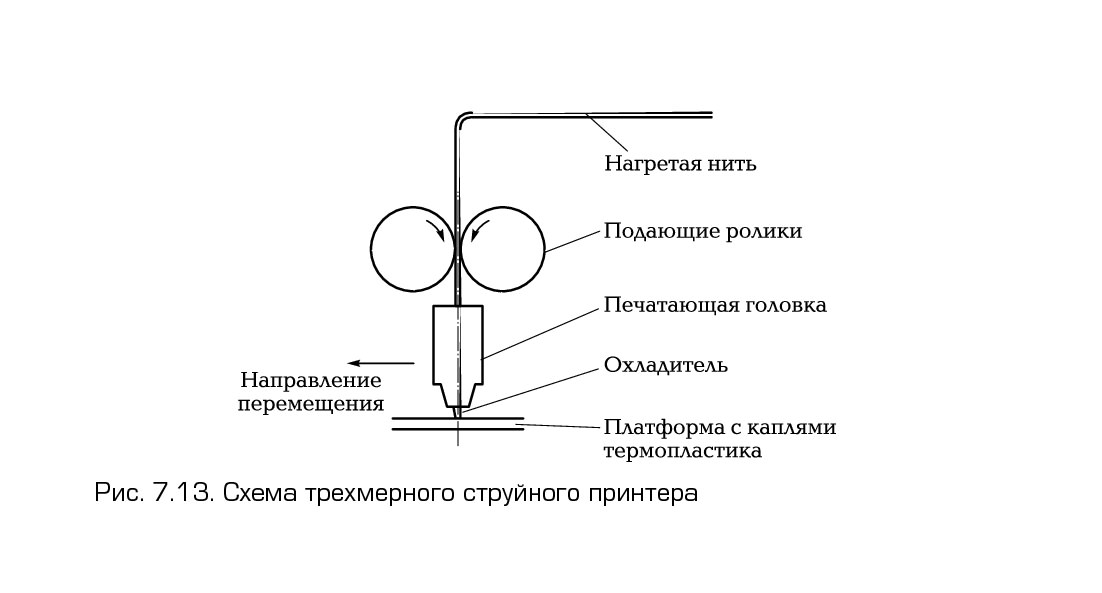 Нагретая нить
Подающие ролики
Печатающая головка
Охладитель
Направление
перемещения
Платформа с каплями
термопластика
Рис. 7.13. Схема трехмерного струйного принтера